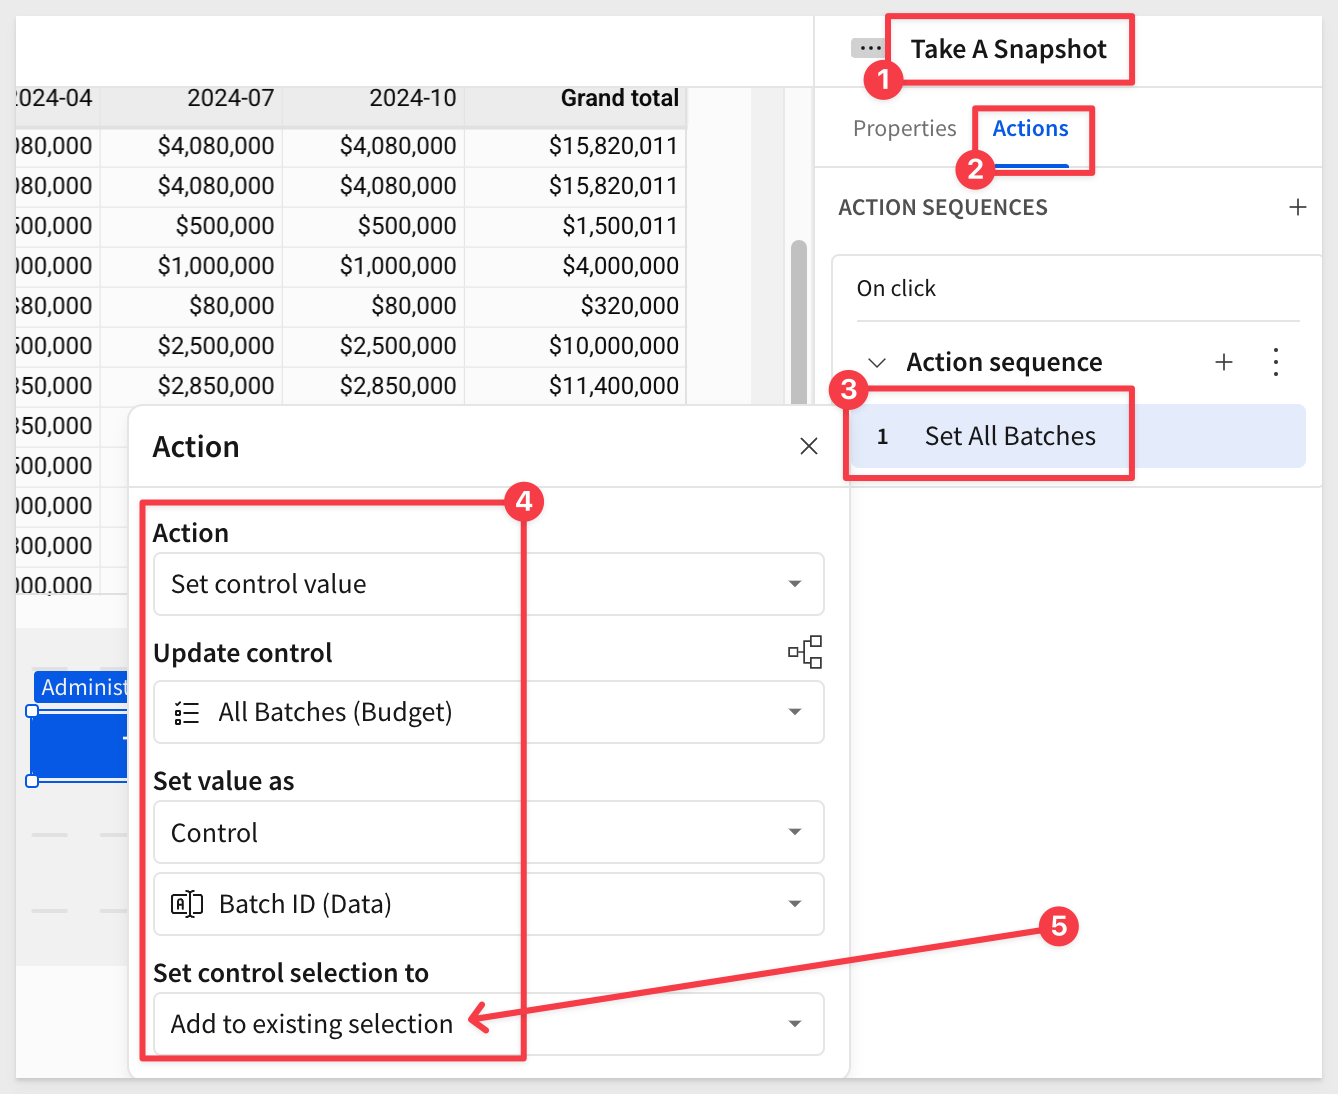 Take A Snapshot
1
Properties
Actions
2
ACTION SEQUENCES
On click
Action sequence
3
1 Set All Batches
2024-04 2024-07 2024-10 Grand total
080,000 $4,080,000 $4,080,000 $15,820,011
080,000 $4,080,000 $4,080,000 $15,820,011
500,000 $500,000 $500,000 $1,500,011
000,000 $1,000,000 $1,000,000 $4,000,000
$80,000 $80,000 $80,000 $320,000
500,000 $2,500,000 $2,500,000 $10,000,000
850,000 $2,850,000 $2,850,000 $11,400,000
350,000
500,000
000,000
300,000
000,000
Administ
Action
4
Action
Set control value
Update control
All Batches (Budget)
Set value as
Control
Batch ID (Data)
5
Set control selection to
Add to existing selection